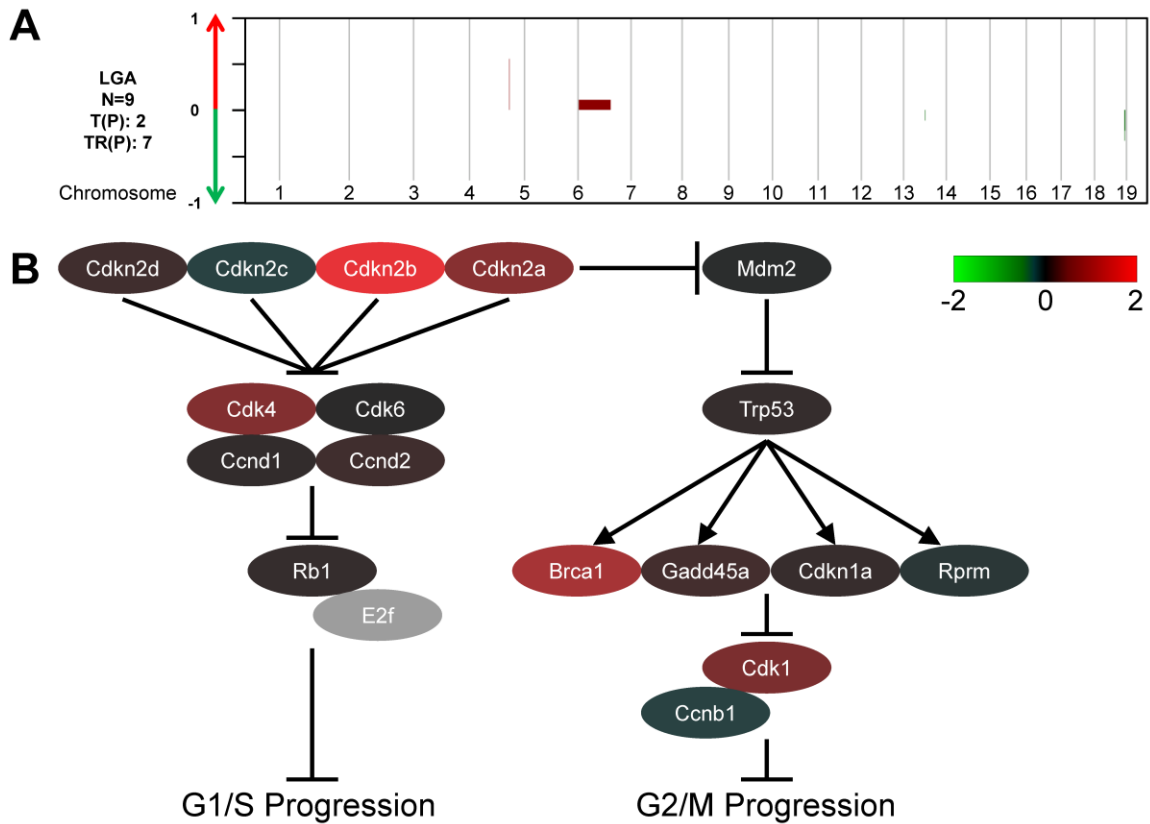 A
1
0
-1
LGA
N=9
T(P): 2
TR(P): 7
Chromosome 1 2 3 4 5 6 7 8 9 10 11 12 13 14 15 16 17 18 19
B
Cdkn2d Cdkn2c Cdkn2b Cdkn2a Mdm2
-2 0 2
Cdk4 Cdk6 Trp53
Ccnd1 Ccnd2
Rb1 Brca1 Gadd45a Cdkn1a Rprm
E2f
Cdk1
Ccnb1
G1/S Progression G2/M Progression